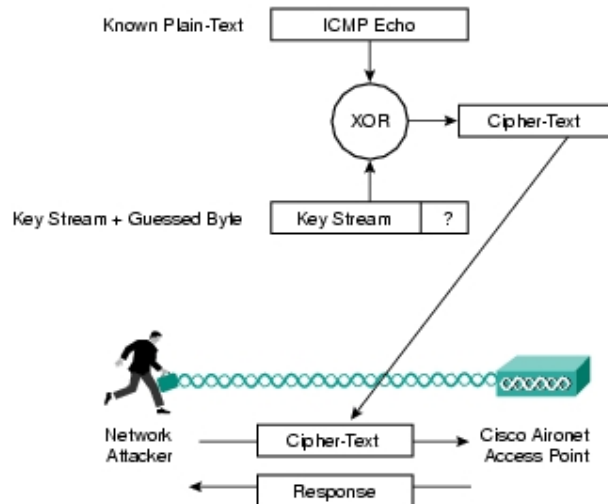 Known Plain-Text
ICMP Echo
XOR
Cipher-Text
Key Stream + Guessed Byte
Key Stream
?
Network
Attacker
Cipher-Text
Cisco Aironet
Access Point
Response